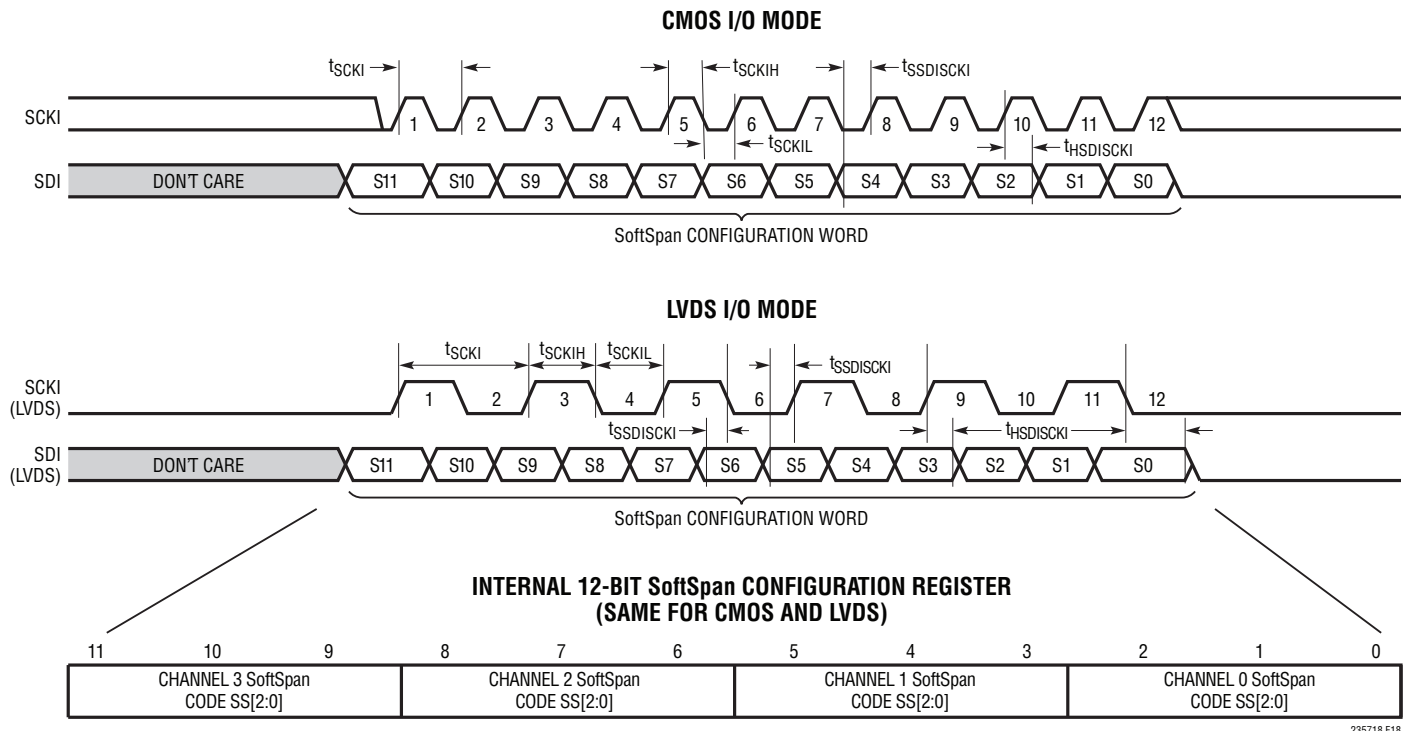 CMOS I/O MODE
tSCKI
tSCKIH
tSSDISCKI
SCKI
1 2 3 4 5 6 7 8 9 10 11 12
tSCKIL
tHSDISCKI
SDI
DON'T CARE S11 S10 S9 S8 S7 S6 S5 S4 S3 S2 S1 S0
SoftSpan CONFIGURATION WORD
LVDS I/O MODE
tSCKI
tSCKIH
tSCKIL
tSSDISCKI
SCKI
(LVDS)
1 2 3 4 5 6 7 8 9 10 11 12
tSSDISCKI
tHSDISCKI
SDI
(LVDS)
DON'T CARE S11 S10 S9 S8 S7 S6 S5 S4 S3 S2 S1 S0
SoftSpan CONFIGURATION WORD
INTERNAL 12-BIT SoftSpan CONFIGURATION REGISTER
(SAME FOR CMOS AND LVDS)
11 10 9 8 7 6 5 4 3 2 1 0
CHANNEL 3 SoftSpan
CODE SS[2:0]
CHANNEL 2 SoftSpan
CODE SS[2:0]
CHANNEL 1 SoftSpan
CODE SS[2:0]
CHANNEL 0 SoftSpan
CODE SS[2:0]
235718 F18